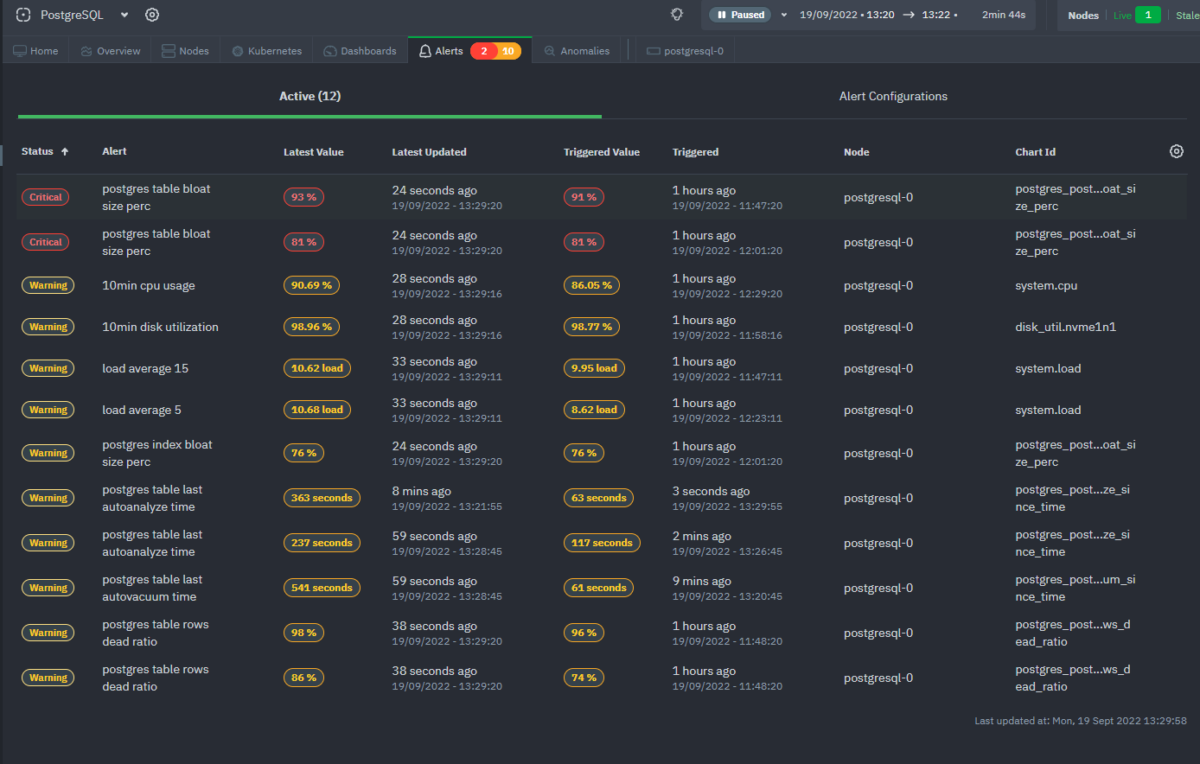 PostgreSQL
Paused 19/09/2022 • 13:20 → 13:22 • 2min 44s Nodes Live 1 Stale
Home Overview Nodes Kubernetes Dashboards Alerts 2 10 Anomalies postgresql-0
Active (12) Alert Configurations
Status ↑ Alert Latest Value Latest Updated Triggered Value Triggered Node Chart Id
Critical postgres table bloat 93 % 24 seconds ago 91 % 1 hours ago postgresql-0 postgres_post...oat_si
size perc 19/09/2022 - 13:29:20 19/09/2022 - 11:47:20 ze_perc
Critical postgres table bloat 81 % 24 seconds ago 81 % 1 hours ago postgresql-0 postgres_post...oat_si
size perc 19/09/2022 - 13:29:20 19/09/2022 - 12:01:20 ze_perc
Warning 10min cpu usage 90.69 % 28 seconds ago 86.05 % 1 hours ago postgresql-0 system.cpu
19/09/2022 - 13:29:16 19/09/2022 - 12:29:20
Warning 10min disk utilization 98.96 % 28 seconds ago 98.77 % 1 hours ago postgresql-0 disk_util.nvme1n1
19/09/2022 - 13:29:16 19/09/2022 - 11:58:16
Warning load average 15 10.62 load 33 seconds ago 9.95 load 1 hours ago postgresql-0 system.load
19/09/2022 - 13:29:11 19/09/2022 - 11:47:11
Warning load average 5 10.68 load 33 seconds ago 8.62 load 1 hours ago postgresql-0 system.load
19/09/2022 - 13:29:11 19/09/2022 - 12:23:11
Warning postgres index bloat 76 % 24 seconds ago 76 % 1 hours ago postgresql-0 postgres_post...oat_si
size perc 19/09/2022 - 13:29:20 19/09/2022 - 12:01:20 ze_perc
Warning postgres table last 363 seconds 8 mins ago 63 seconds 3 seconds ago postgresql-0 postgres_post...ze_si
autoanalyze time 19/09/2022 - 13:21:55 19/09/2022 - 13:29:55 nce_time
Warning postgres table last 237 seconds 59 seconds ago 117 seconds 2 mins ago postgresql-0 postgres_post...ze_si
autoanalyze time 19/09/2022 - 13:28:45 19/09/2022 - 13:26:45 nce_time
Warning postgres table last 541 seconds 59 seconds ago 61 seconds 9 mins ago postgresql-0 postgres_post...um_si
autovacuum time 19/09/2022 - 13:28:45 19/09/2022 - 13:20:45 nce_time
Warning postgres table rows 98 % 38 seconds ago 96 % 1 hours ago postgresql-0 postgres_post...ws_d
dead ratio 19/09/2022 - 13:29:20 19/09/2022 - 11:48:20 ead_ratio
Warning postgres table rows 86 % 38 seconds ago 74 % 1 hours ago postgresql-0 postgres_post...ws_d
dead ratio 19/09/2022 - 13:29:20 19/09/2022 - 11:48:20 ead_ratio
Last updated at: Mon, 19 Sept 2022 13:29:58